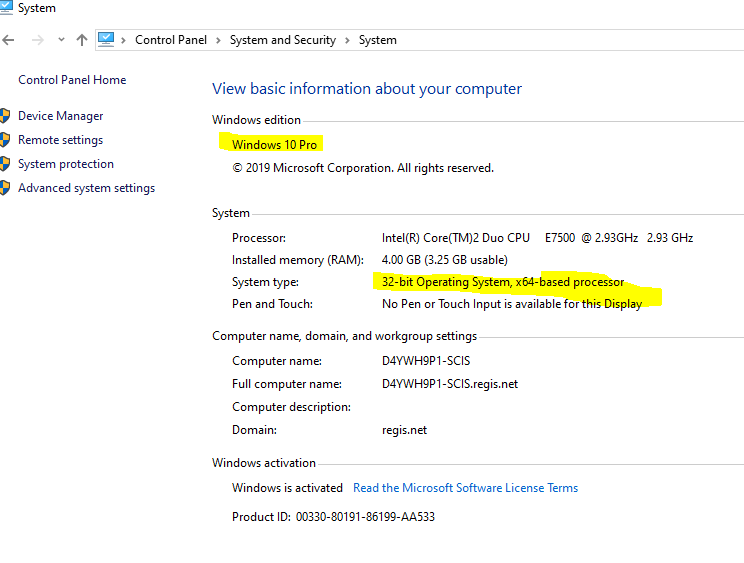 System
Control Panel > System and Security > System
Control Panel Home
Device Manager
Remote settings
System protection
Advanced system settings
View basic information about your computer
Windows edition
Windows 10 Pro
© 2019 Microsoft Corporation. All rights reserved.
System
Processor: Intel(R) Core(TM)2 Duo CPU E7500 @ 2.93GHz 2.93 GHz
Installed memory (RAM): 4.00 GB (3.25 GB usable)
System type: 32-bit Operating System, x64-based processor
Pen and Touch: No Pen or Touch Input is available for this Display
Computer name, domain, and workgroup settings
Computer name: D4YWH9P1-SCIS
Full computer name: D4YWH9P1-SCIS.regis.net
Computer description:
Domain: regis.net
Windows activation
Windows is activated Read the Microsoft Software License Terms
Product ID: 00330-80191-86199-AA533